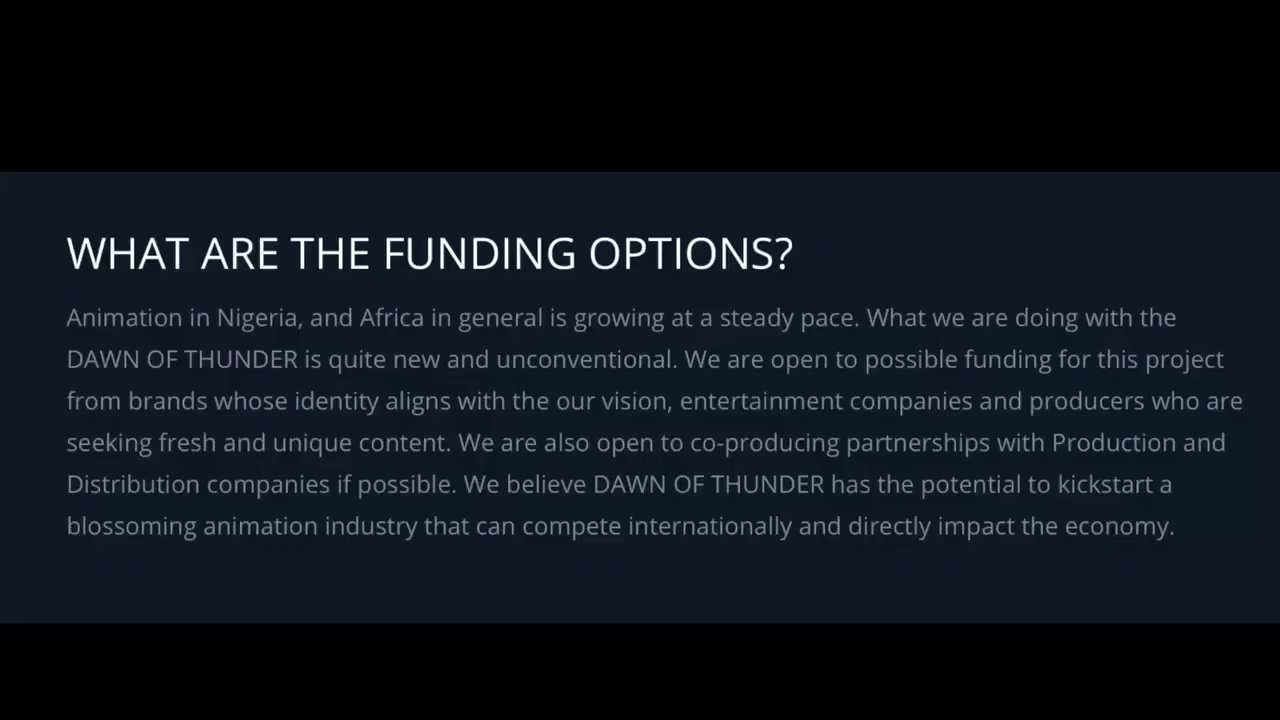 WHAT ARE THE FUNDING OPTIONS?
Animation in Nigeria, and Africa in general is growing at a steady pace. What we are doing with the
DAWN OF THUNDER is quite new and unconventional. We are open to possible funding for this project
from brands whose identity aligns with the our vision, entertainment companies and producers who are
seeking fresh and unique content. We are also open to co-producing partnerships with Production and
Distribution companies if possible. We believe DAWN OF THUNDER has the potential to kickstart a
blossoming animation industry that can compete internationally and directly impact the economy.